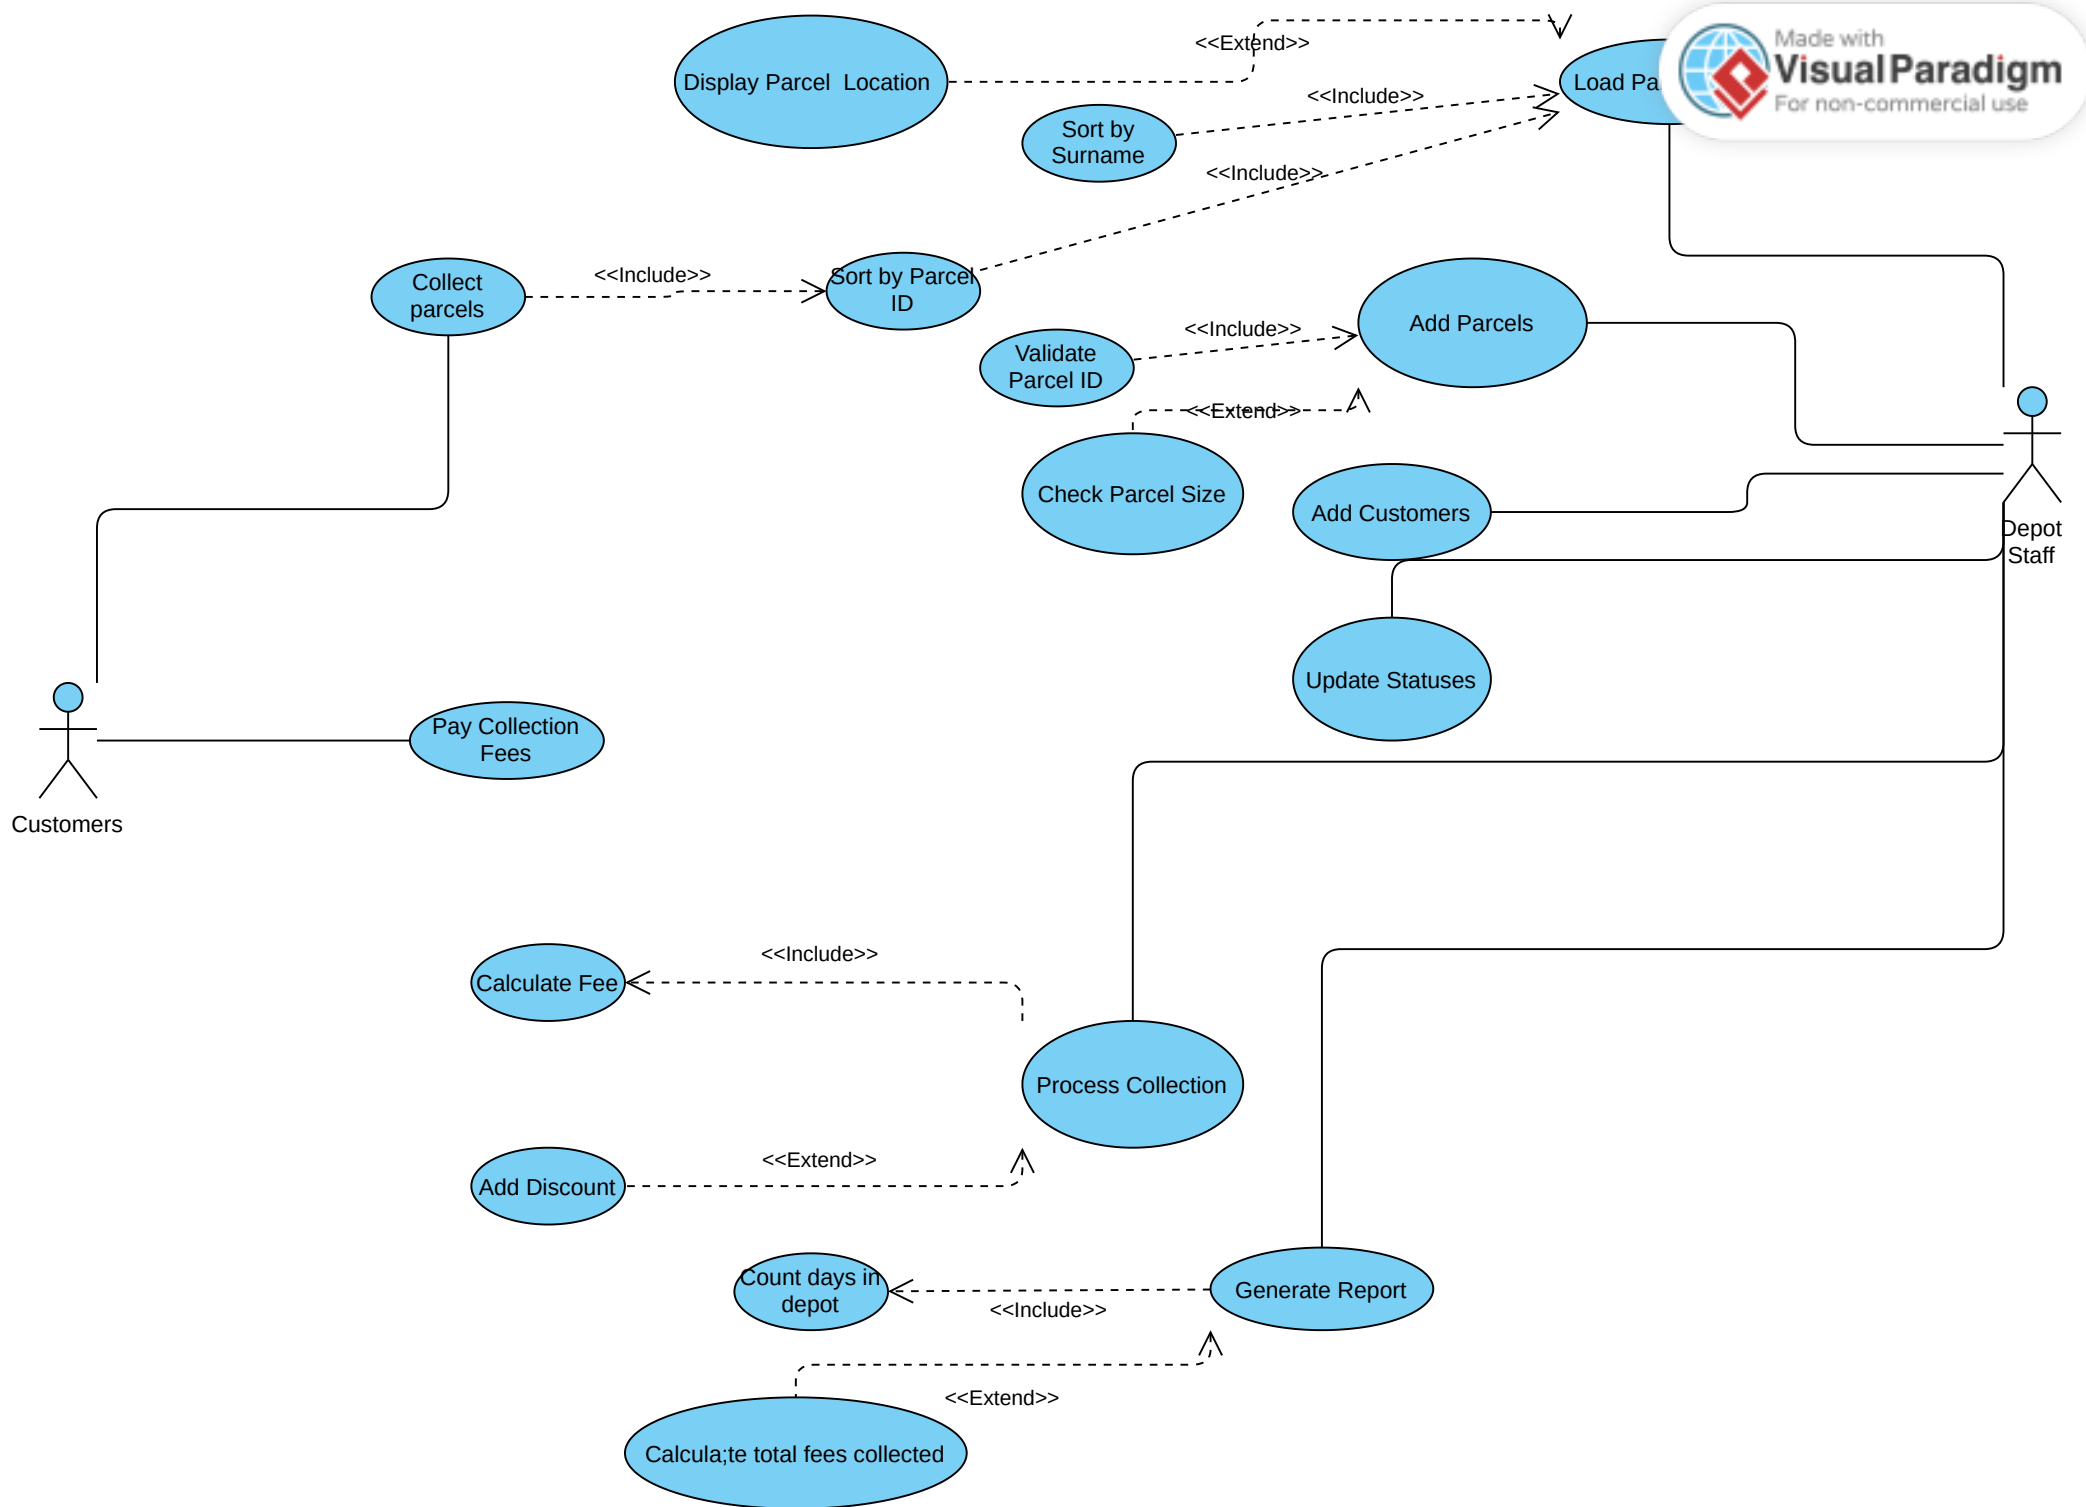 <<Extend>>
Made with
Visual Paradigm
For non-commercial use
Display Parcel  Location
Load
<<Include>>
Sort by
Surname
<<Include>>
Collect
parcels
<<Include>>
Sort by Parcel
ID
Add Parcels
<<Include>>
Validate
Parcel ID
<<Extend>>
Check Parcel Size
Add Customers
Depot
Staff
Update Statuses
Pay Collection
Fees
Customers
<<Include>>
Calculate Fee
Process Collection
<<Extend>>
Add Discount
Count days in
depot
Generate Report
<<Include>>
<<Extend>>
Calcula;te total fees collected